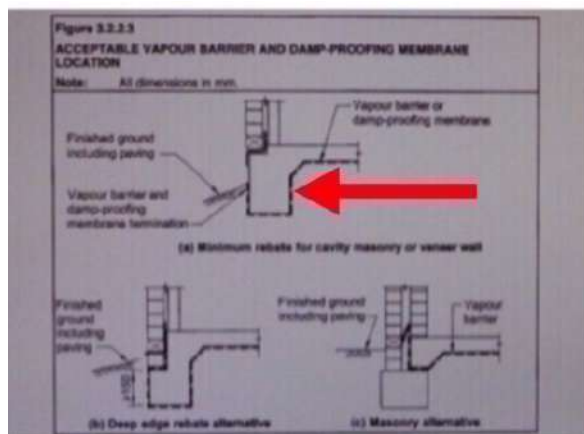 Figure 3.2.2.3
ACCEPTABLE VAPOUR BARRIER AND DAMP-PROOFING MEMBRANE
LOCATION
Note: All dimensions in mm.
Vapour barrier or
damp-proofing membrane
Finished ground
including paving
Vapour barrier and
damp-proofing
membrane termination
(a) Minimum rebate for cavity masonry or veneer wall
Finished
ground
including
paving
(b) Deep edge rebate alternative
Finished ground
including paving
Vapour
barrier
(c) Masonry alternative